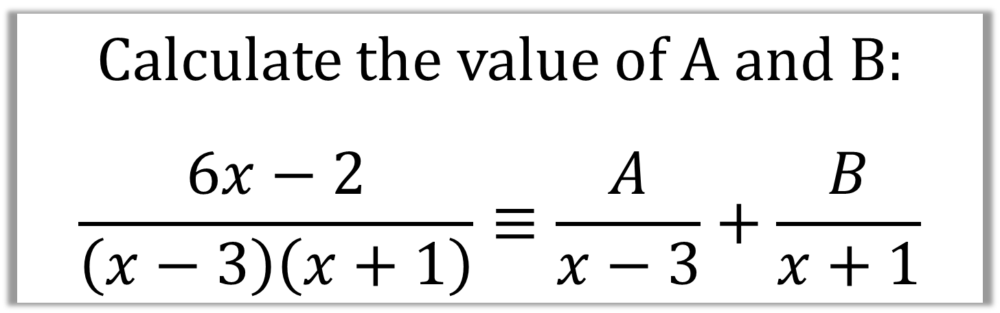 Calculate the value of A and B:
6x − 2 / (x − 3)(x + 1) ≡ A / x − 3 + B / x + 1